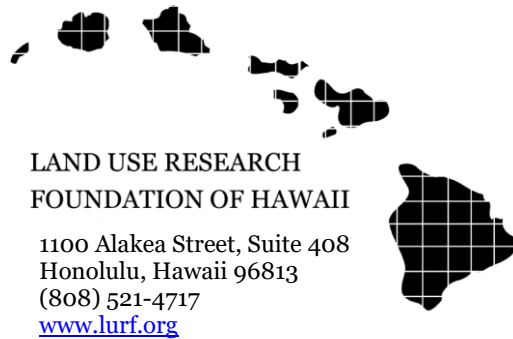 LAND USE RESEARCH
FOUNDATION OF HAWAII
1100 Alakea Street, Suite 408
Honolulu, Hawaii 96813
(808) 521-4717
www.lurf.org